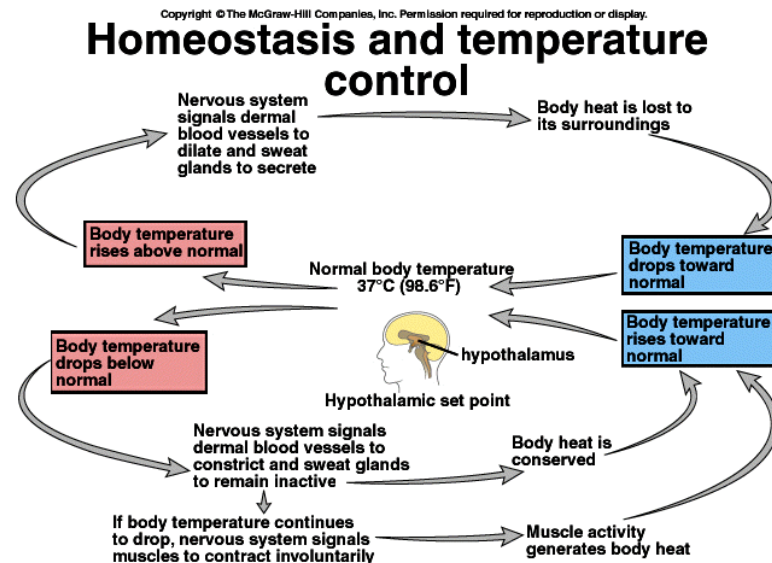 Copyright © The McGraw-Hill Companies, Inc. Permission required for reproduction or display.
Homeostasis and temperature
control
Nervous system
signals dermal
blood vessels to
dilate and sweat
glands to secrete
Body heat is lost to
its surroundings
Body temperature
rises above normal
Normal body temperature
37°C (98.6°F)
Body temperature
drops toward
normal
Body temperature
drops below
normal
hypothalamus
Hypothalamic set point
Body temperature
rises toward
normal
Nervous system signals
dermal blood vessels to
constrict and sweat glands
to remain inactive
Body heat is
conserved
If body temperature continues
to drop, nervous system signals
muscles to contract involuntarily
Muscle activity
generates body heat